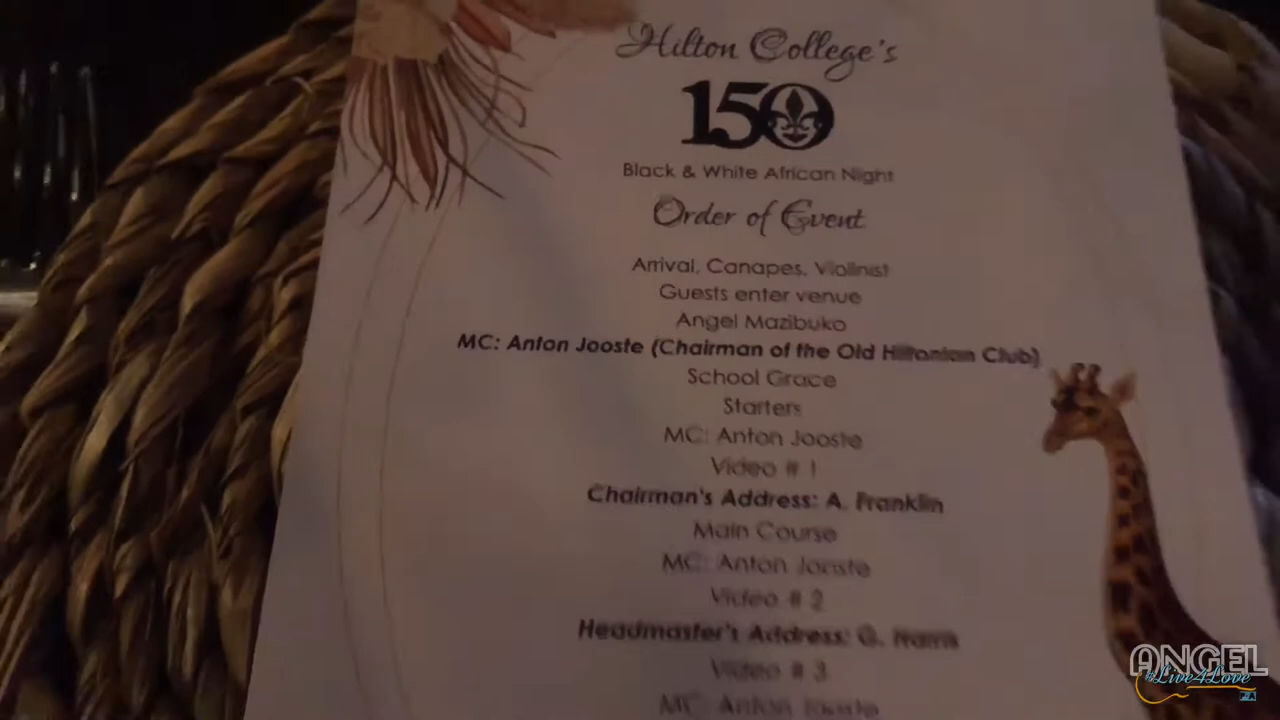 Hilton College's
150
Black & White African Night
Order of Event
Arrival, Canapes, Violinist
Guests enter venue
Angel Mazibuko
MC: Anton Jooste (Chairman of the Old Hiltonian Club)
School Grace
Starters
MC: Anton Jooste
Video # 1
Chairman's Address: A. Franklin
Main Course
MC: Anton Jooste
Video # 2
Headmaster's Address: G. Harris
Video # 3
MC: Anton Jooste
ANGEL
#Live4Love